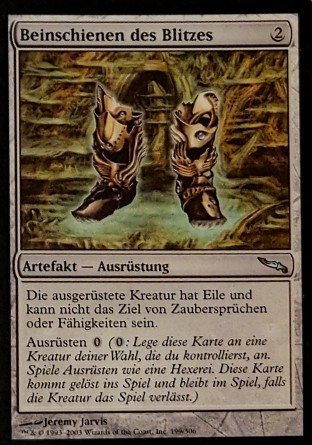 Beinschienen des Blitzes 2
Artefakt — Ausrüstung
Die ausgerüstete Kreatur hat Eile und
kann nicht das Ziel von Zaubersprüchen
oder Fähigkeiten sein.
Ausrüsten 0 (0: Lege diese Karte an eine
Kreatur deiner Wahl, die du kontrollierst, an.
Spiele Ausrüsten wie eine Hexerei. Diese Karte
kommt gelöst ins Spiel und bleibt im Spiel, falls
die Kreatur das Spiel verlässt.)
Jeremy Jarvis
™ & © 1993–2003 Wizards of the Coast, Inc. 199/306